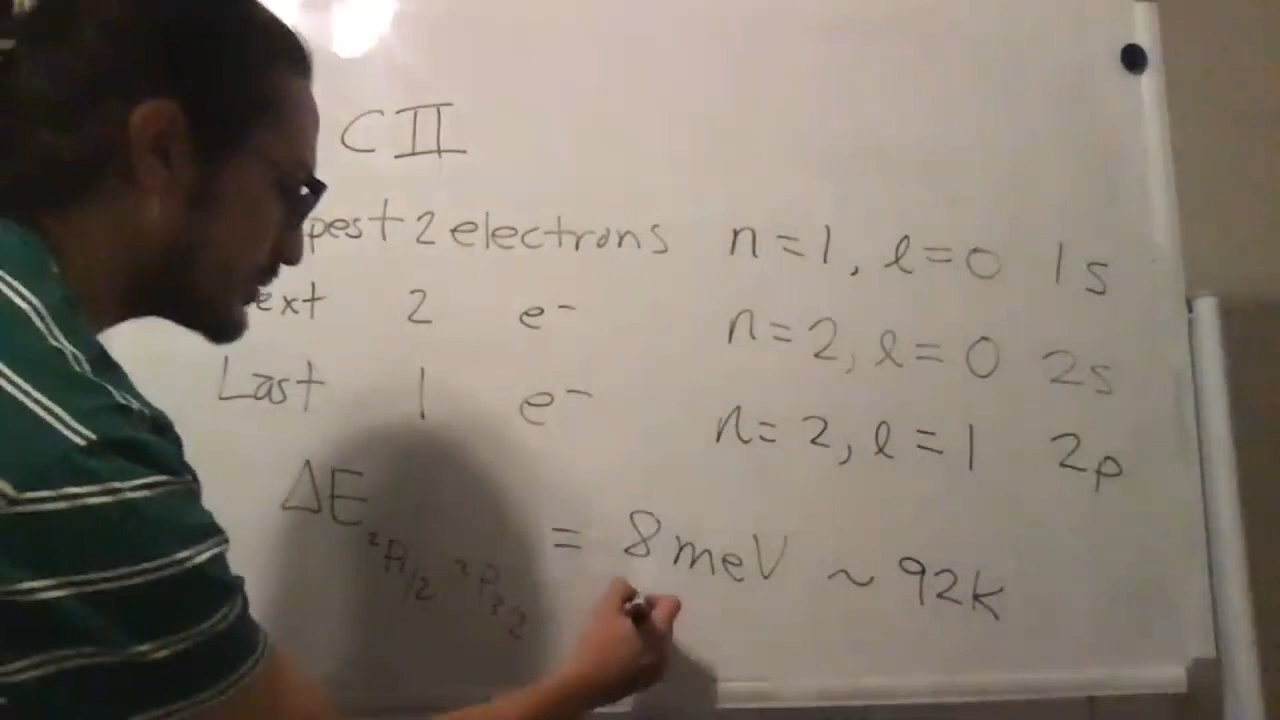 CII
pest 2 electrons n=1, ℓ=0 1s
ext 2 e⁻ n=2, ℓ=0 2s
Last 1 e⁻ n=2, ℓ=1 2p
ΔE ²P₁/₂ ²P₃/₂ = 8meV ~ 92K